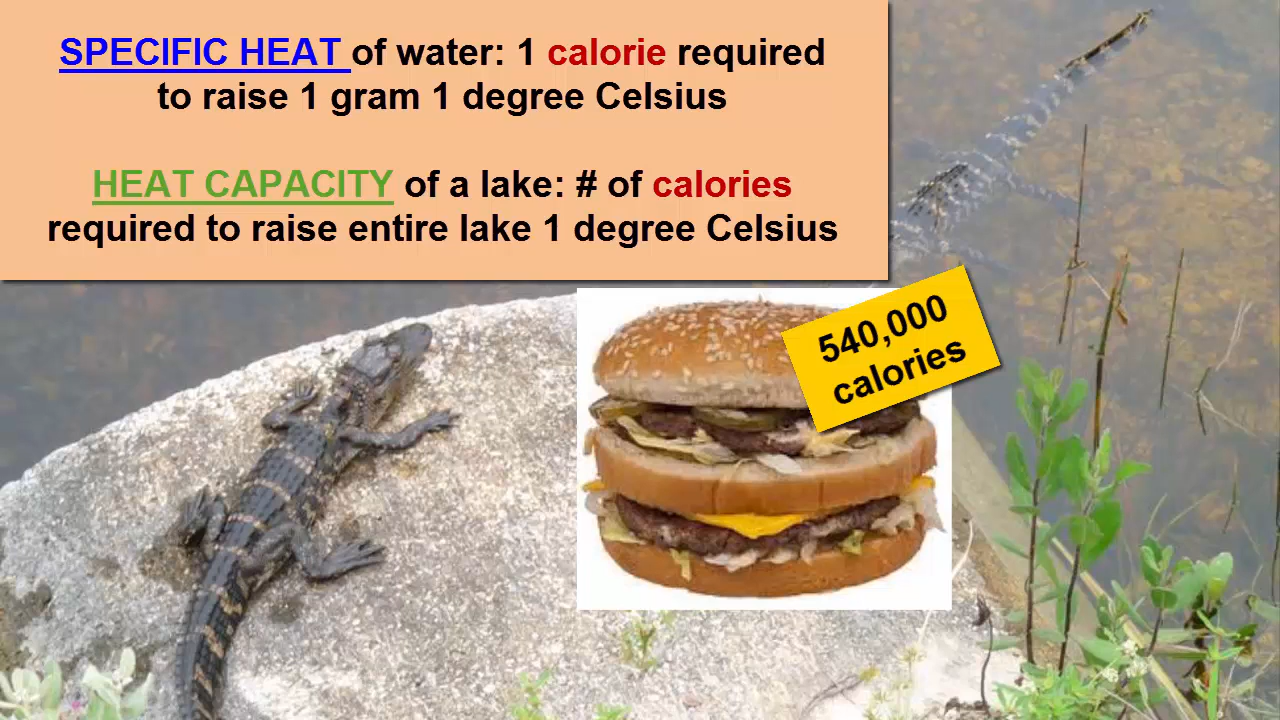 SPECIFIC HEAT of water: 1 calorie required
to raise 1 gram 1 degree Celsius
HEAT CAPACITY of a lake: # of calories
required to raise entire lake 1 degree Celsius
540,000
calories